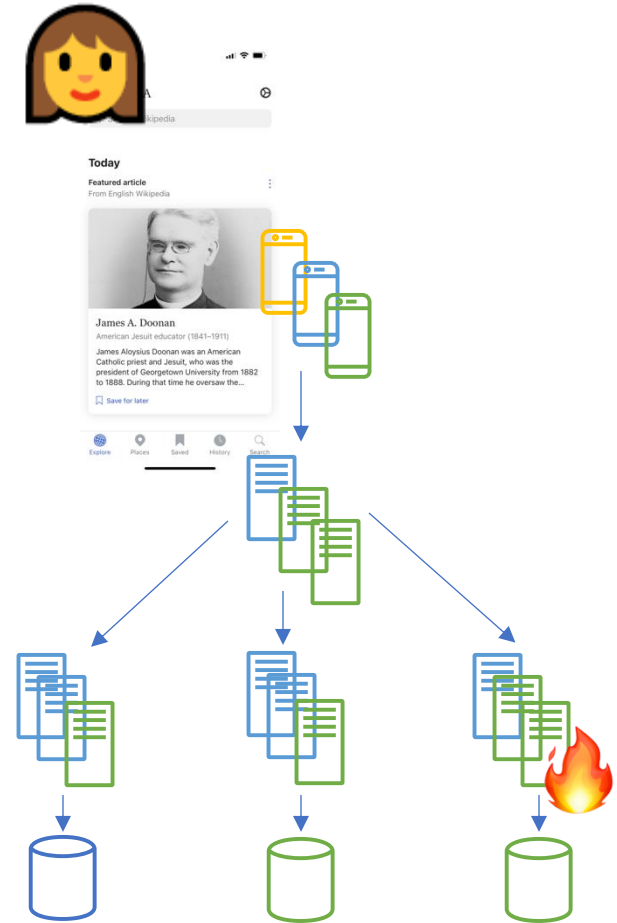 A
kipedia
Today
Featured article
From English Wikipedia
James A. Doonan
American Jesuit educator (1841–1911)
James Aloysius Doonan was an American
Catholic priest and Jesuit, who was the
president of Georgetown University from 1882
to 1888. During that time he oversaw the...
Save for later
Explore Places Saved History Search